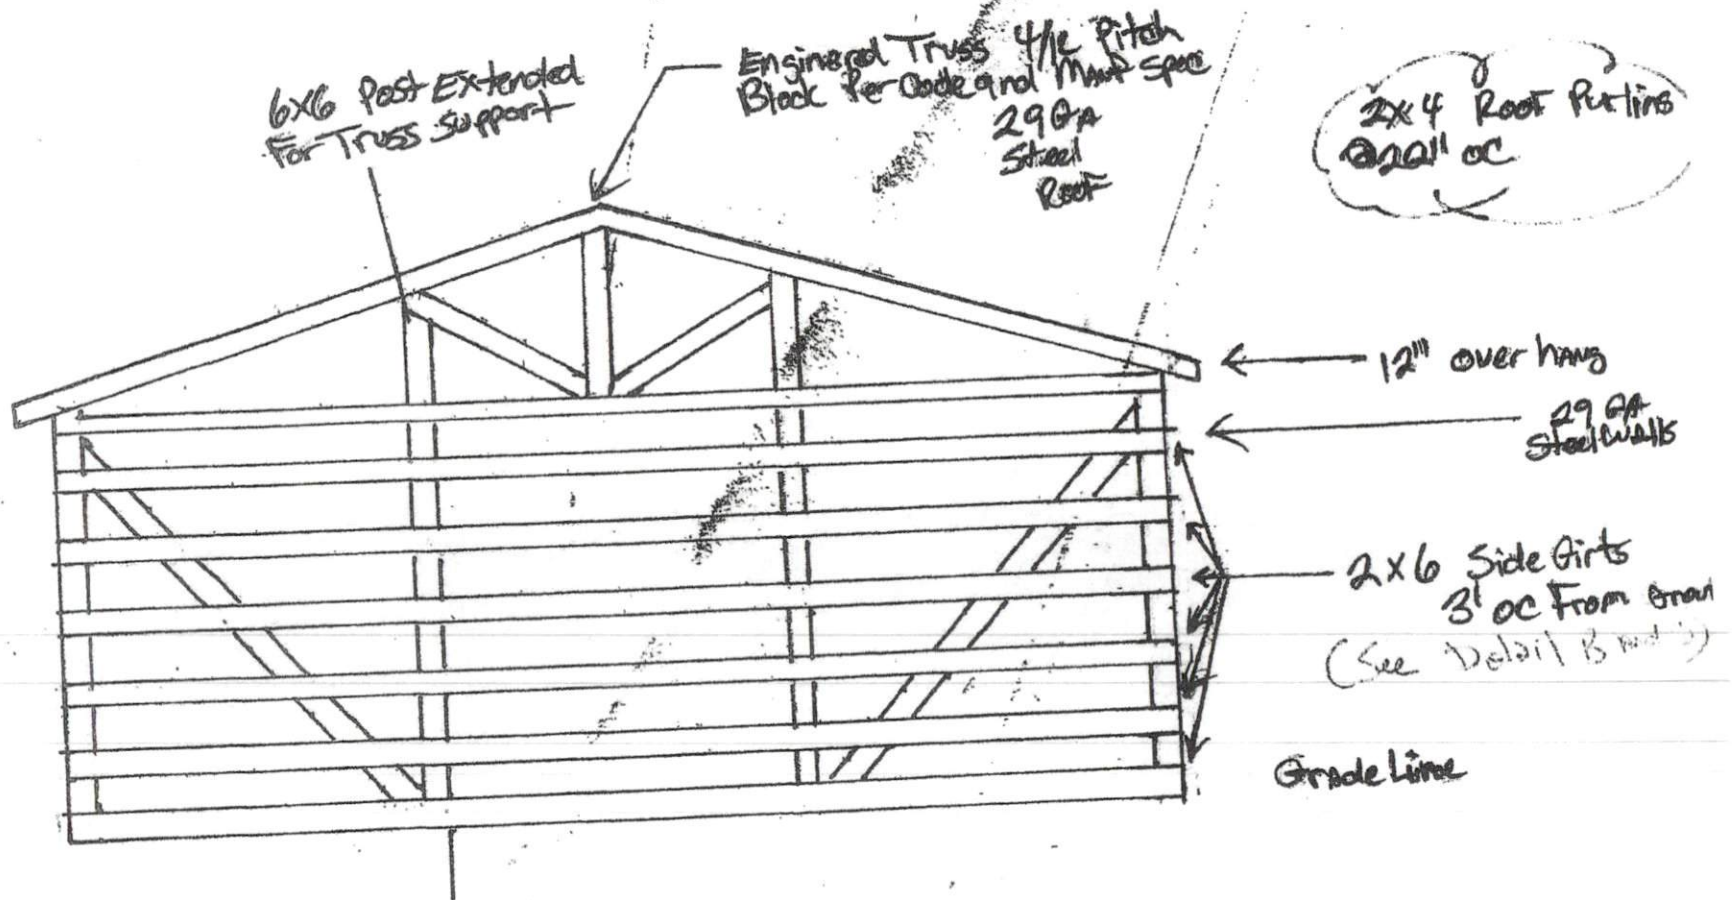 6x6 Post Extended
For Truss Support
Engineered Truss 4/12 Pitch
Block Per Code and Manf Spec
29 GA
Steel
Roof
2x4 Roof Purlins
OC
12" over hang
29 GA
Steel Walls
2x6 Side Girts
3' OC From
(See Detail B
Grade Line